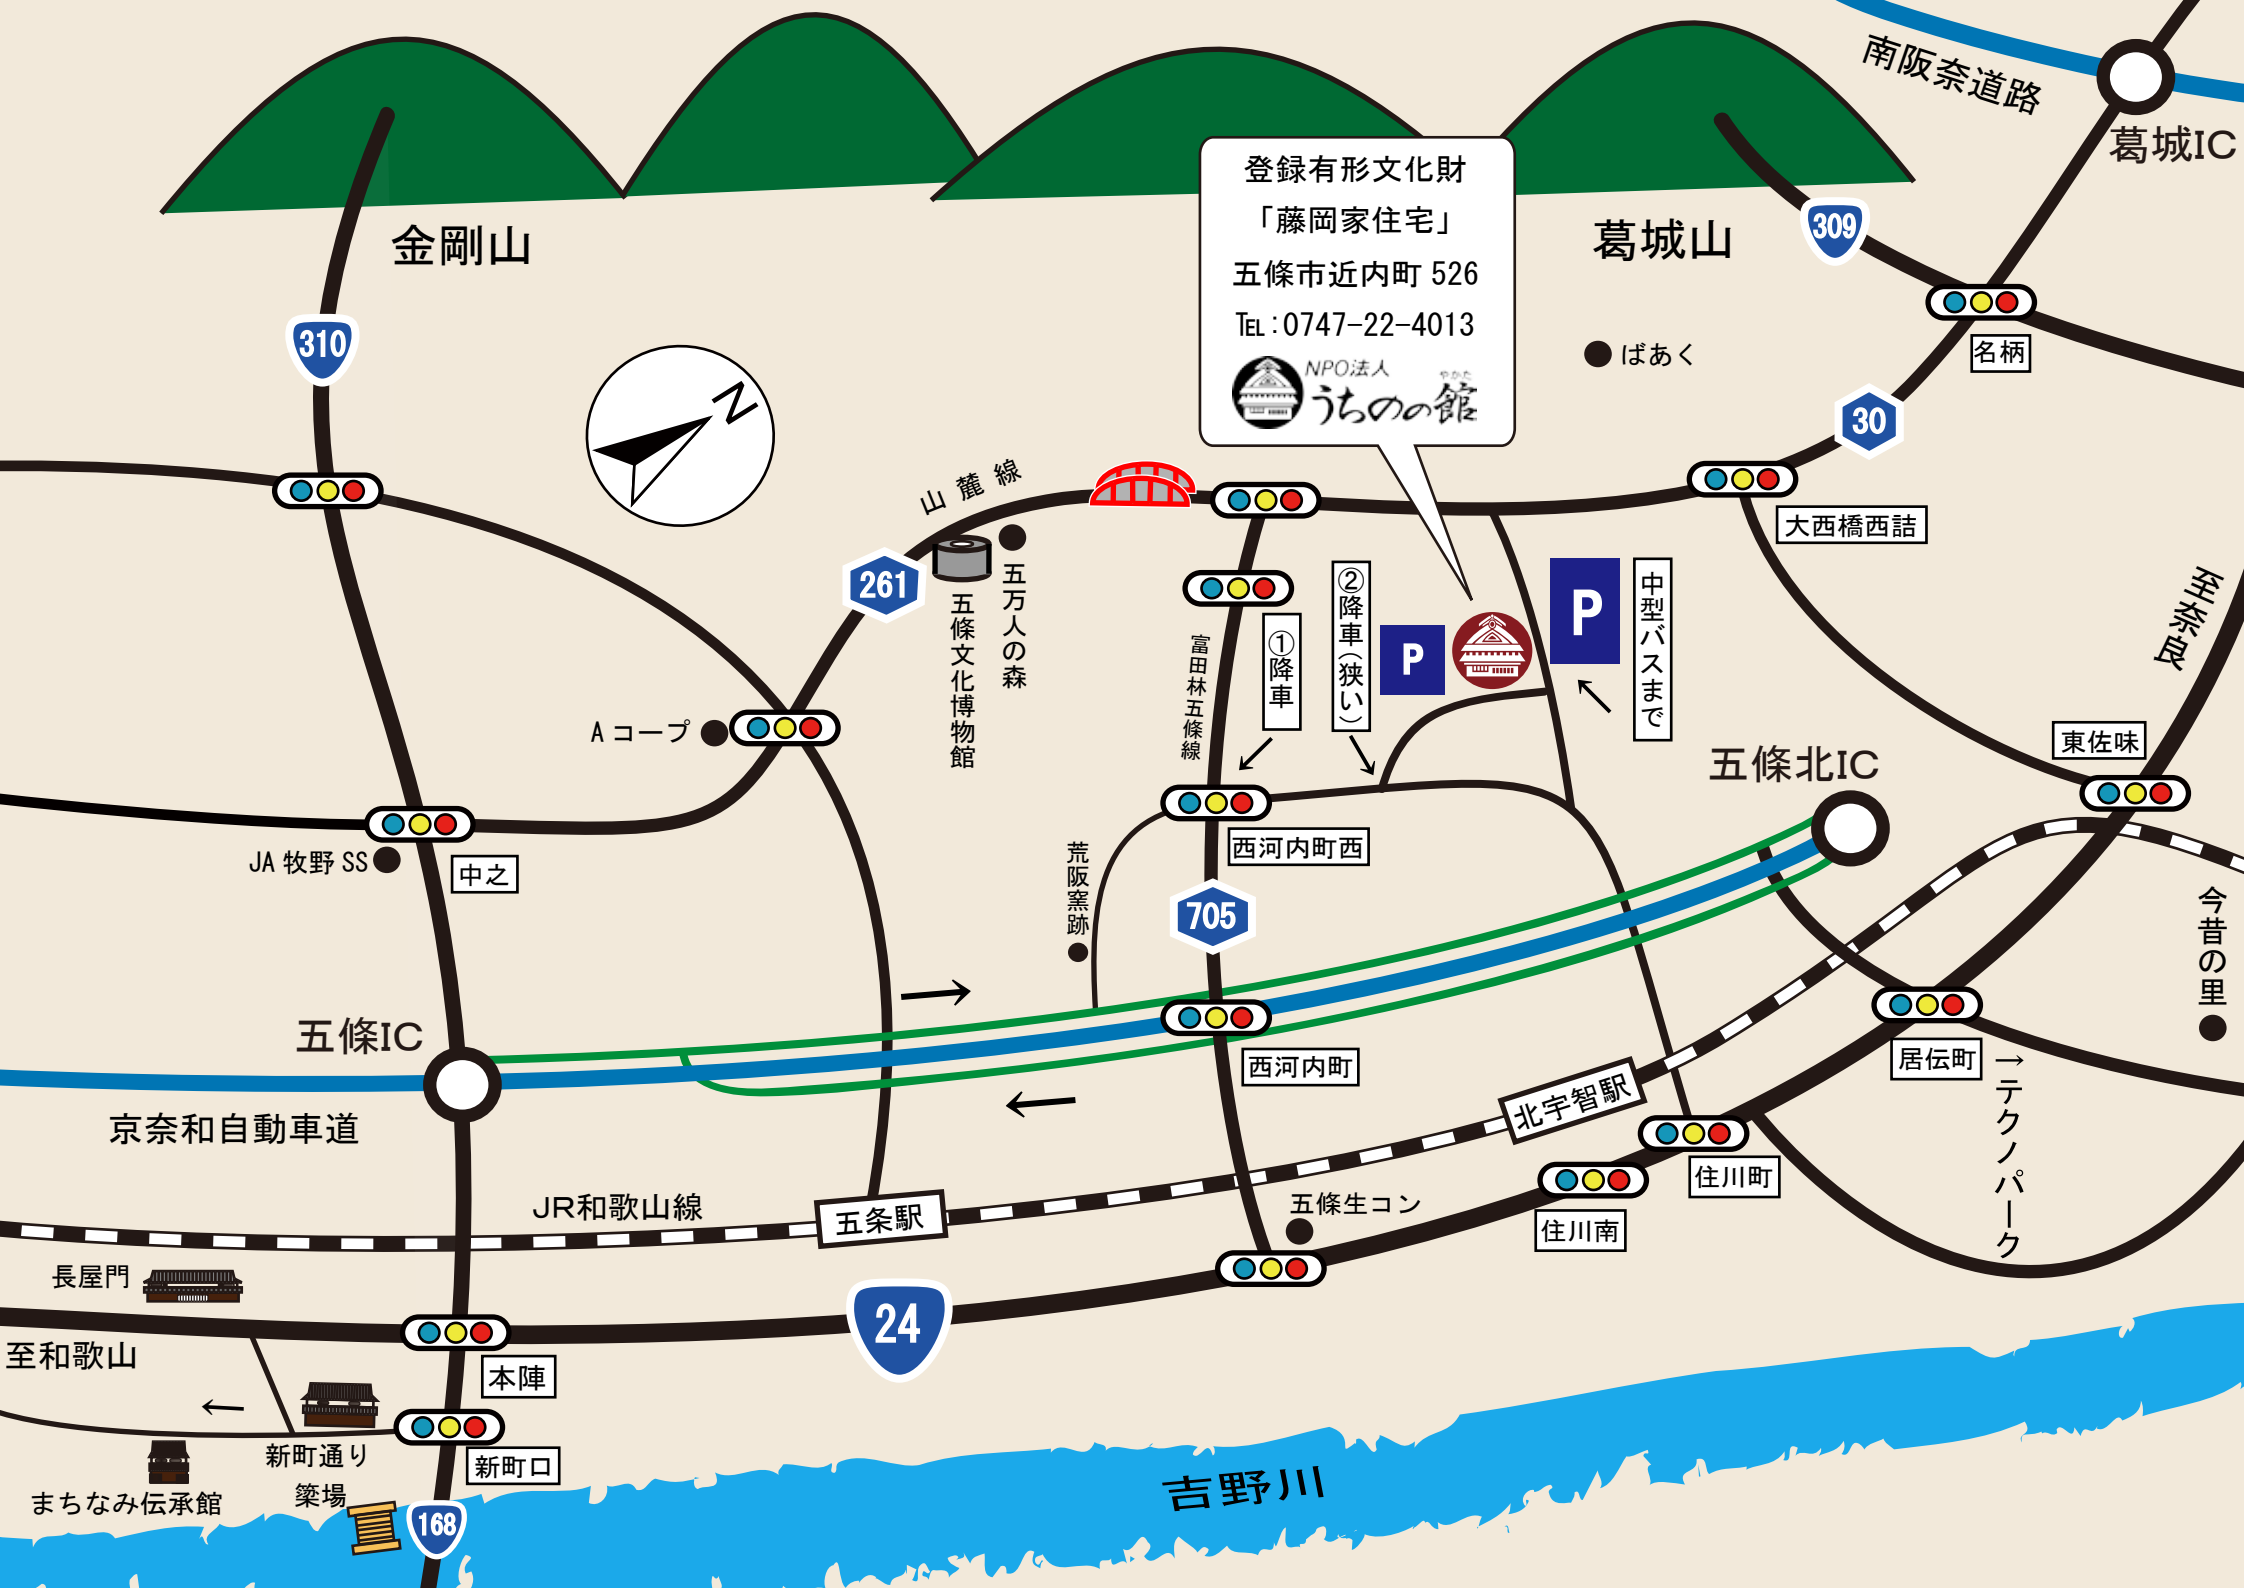 南阪奈道路
葛城IC
登録有形文化財
「藤岡家住宅」
五條市近内町 526
TEL:0747-22-4013
NPO法人
やかた
うちのの館
金剛山
葛城山
309
310
名柄
ばあく
30
N
山麓線
大西橋西詰
261
五條文化博物館
五万人の森
富田林五條線
①降車
②降車(狭い)
P
P
中型バスまで
至奈良
Aコープ
東佐味
五條北IC
JA 牧野 SS
中之
西河内町西
荒阪窯跡
705
今昔の里
五條IC
西河内町
居伝町
→テクノパーク
京奈和自動車道
北宇智駅
住川町
JR和歌山線
五条駅
五條生コン
住川南
長屋門
24
至和歌山
本陣
新町通り
新町口
まちなみ伝承館
簗場
168
吉野川